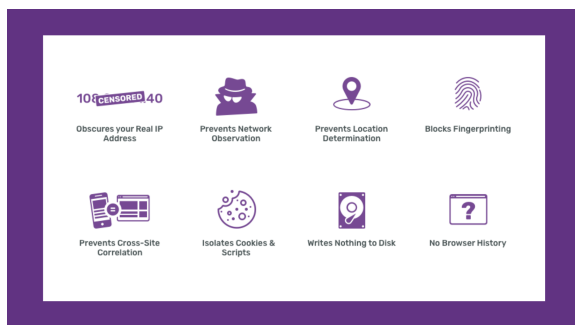 108 CENSORED .40
Obscures your Real IP
Address
Prevents Network
Observation
Prevents Location
Determination
Blocks Fingerprinting
Prevents Cross-Site
Correlation
Isolates Cookies &
Scripts
Writes Nothing to Disk
?
No Browser History